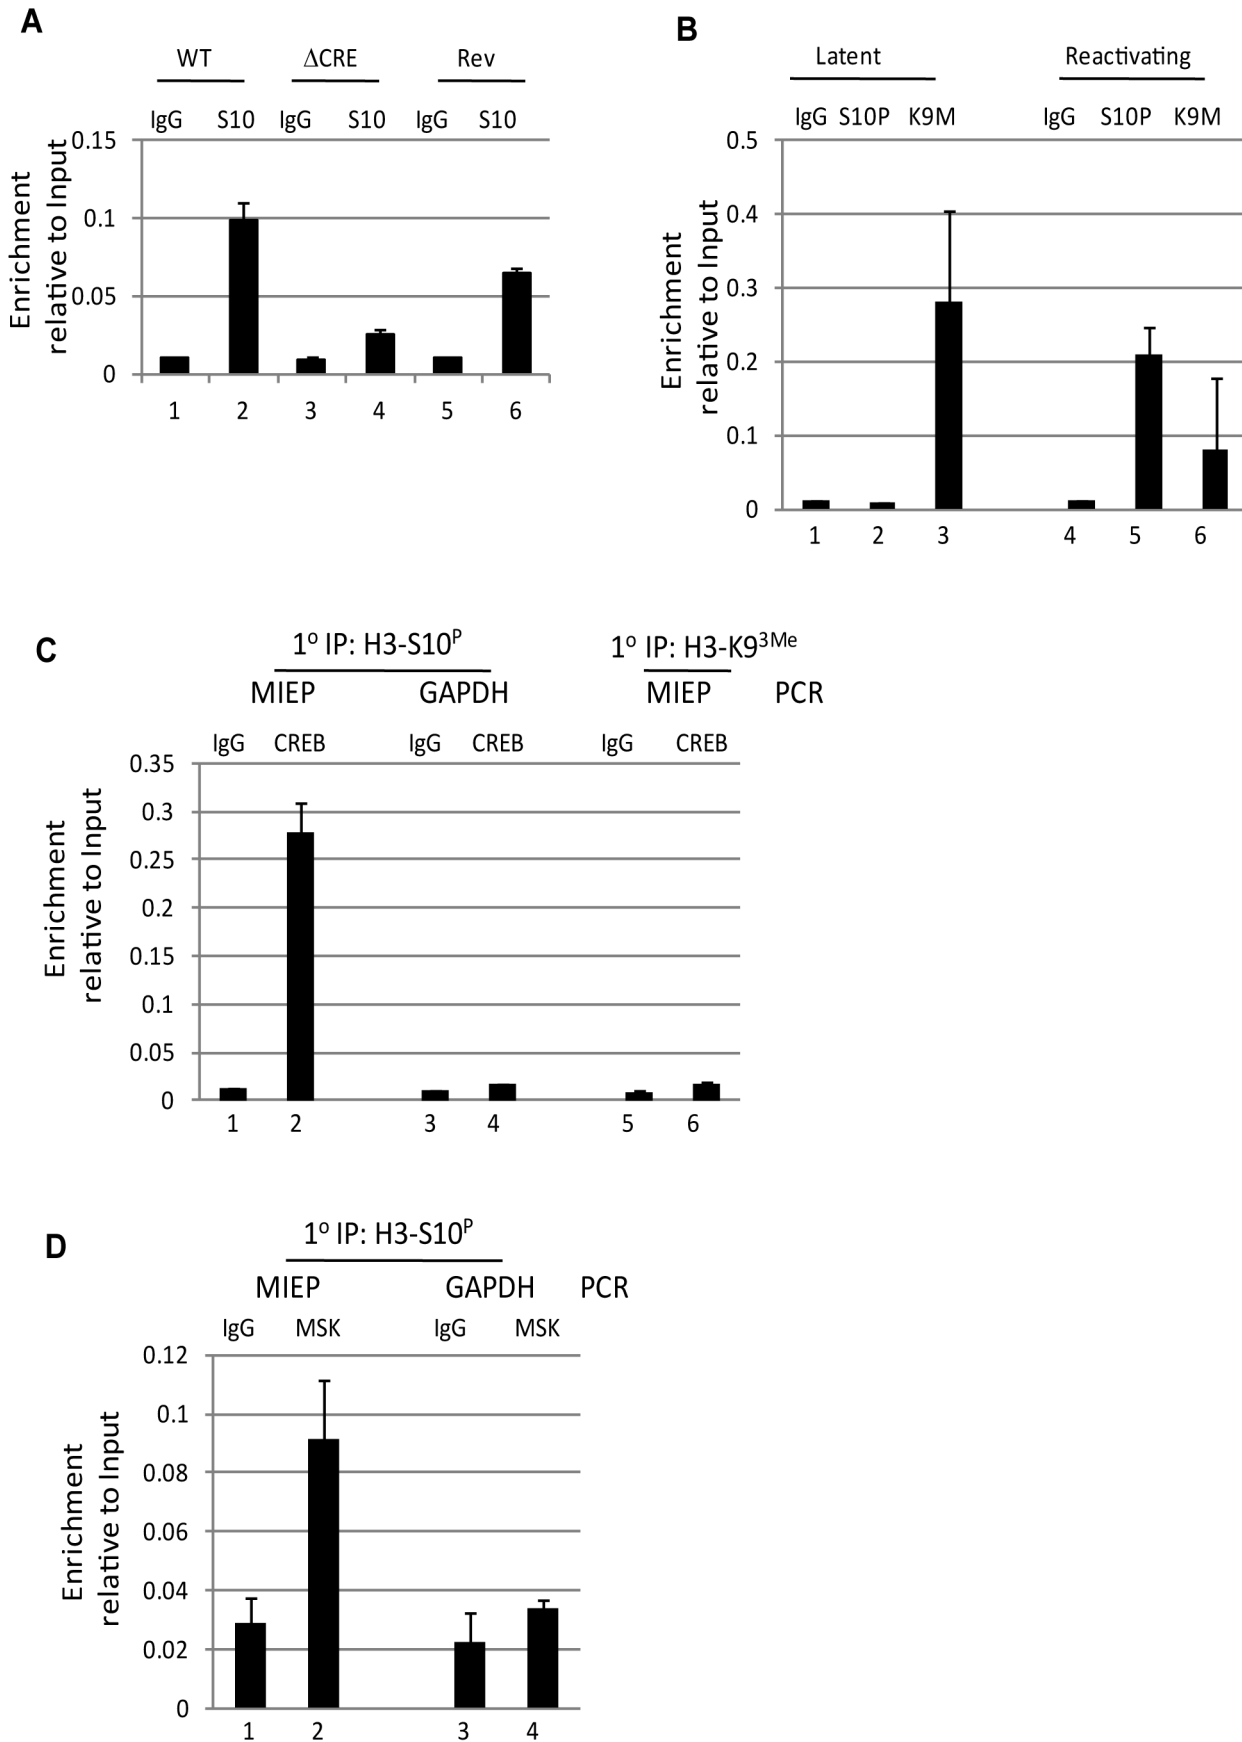 A
WT ΔCRE Rev
IgG S10 IgG S10 IgG S10
Enrichment
relative to Input
0.15
0.1
0.05
0
1 2 3 4 5 6
B
Latent Reactivating
IgG S10P K9M IgG S10P K9M
Enrichment
relative to Input
0.5
0.4
0.3
0.2
0.1
0
1 2 3 4 5 6
C
1º IP: H3-S10ᴾ 1º IP: H3-K9³ᴹᵉ
MIEP GAPDH MIEP PCR
IgG CREB IgG CREB IgG CREB
Enrichment
relative to Input
0.35
0.3
0.25
0.2
0.15
0.1
0.05
0
1 2 3 4 5 6
D
1º IP: H3-S10ᴾ
MIEP GAPDH PCR
IgG MSK IgG MSK
Enrichment
relative to Input
0.12
0.1
0.08
0.06
0.04
0.02
0
1 2 3 4